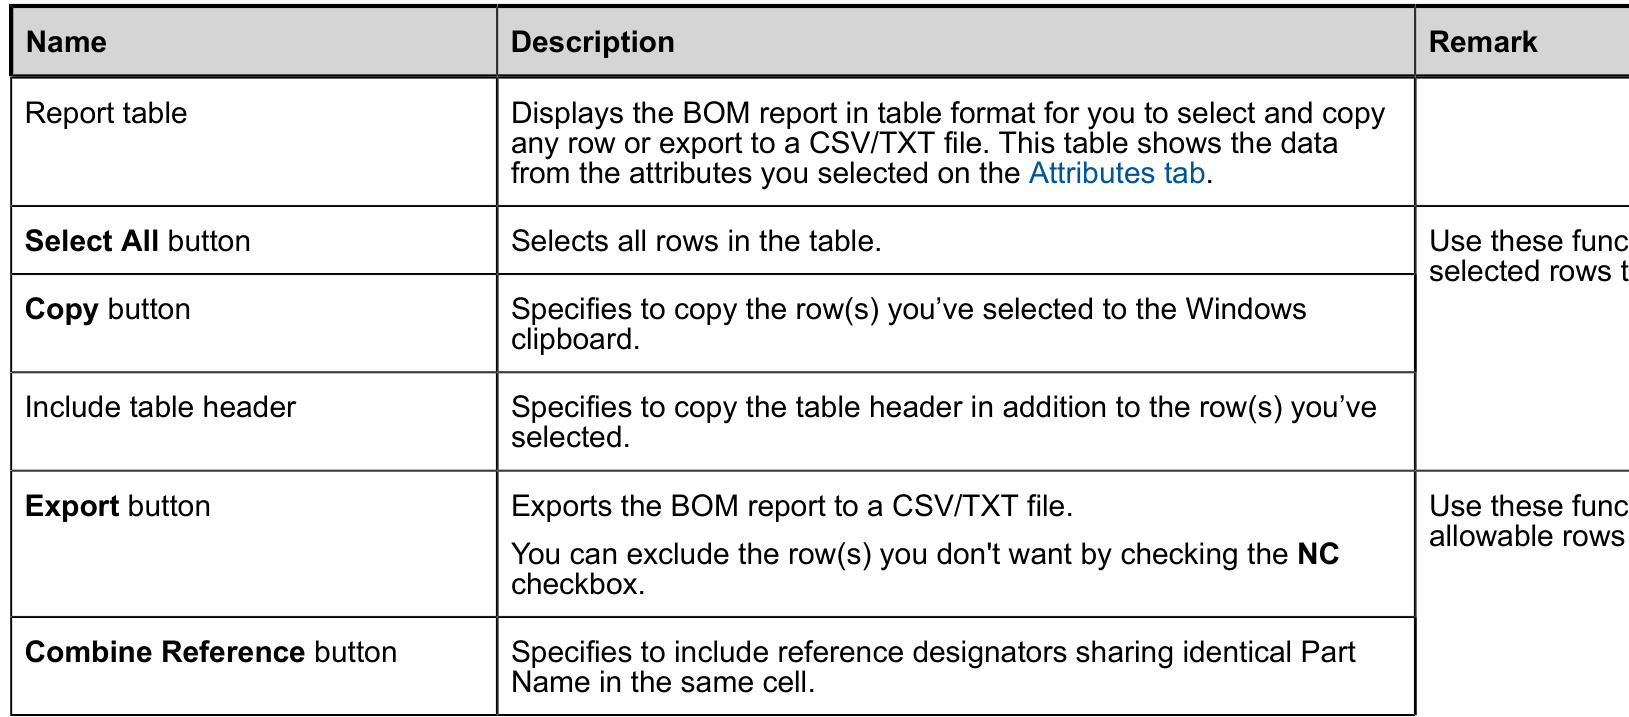 Name
Description
Remark
Report table
Displays the BOM report in table format for you to select and copy
any row or export to a CSV/TXT file. This table shows the data
from the attributes you selected on the Attributes tab.
Select All button
Selects all rows in the table.
Use these
selected rows
Copy button
Specifies to copy the row(s) you’ve selected to the Windows
clipboard.
Include table header
Specifies to copy the table header in addition to the row(s) you’ve
selected.
Export button
Exports the BOM report to a CSV/TXT file.
You can exclude the row(s) you don't want by checking the NC
checkbox.
Use these
allowable rows
Combine Reference button
Specifies to include reference designators sharing identical Part
Name in the same cell.